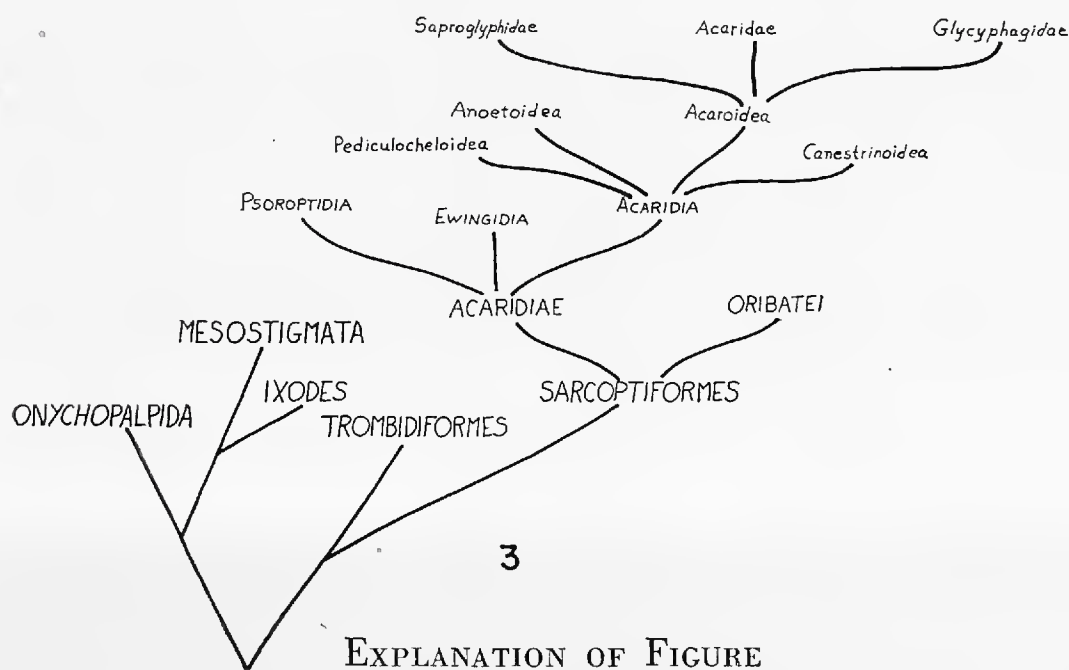 Saproglyphidae Acaridae Glycyphagidae
Anoetoidea Acaroidea
Pediculocheloidea Canestrinoidea
PSOROPTIDIA EWINGIDIA ACARIDIA
ACARIDIAE ORIBATEI
MESOSTIGMATA
IXODES SARCOPTIFORMES
ONYCHOPALPIDA TROMBIDIFORMES
3
EXPLANATION OF FIGURE